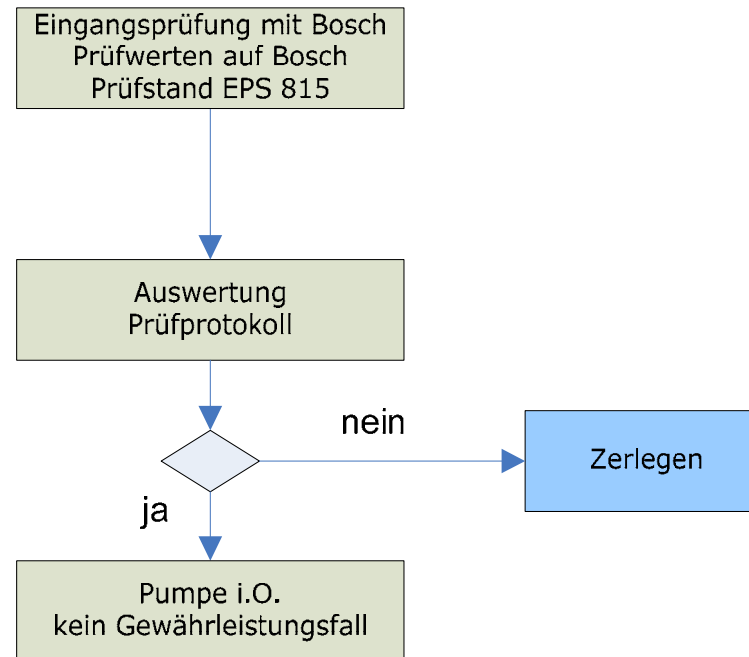 Eingangsprüfung mit Bosch
Prüfwerten auf Bosch
Prüfstand EPS 815
Auswertung
Prüfprotokoll
nein
Zerlegen
ja
Pumpe i.O.
kein Gewährleistungsfall